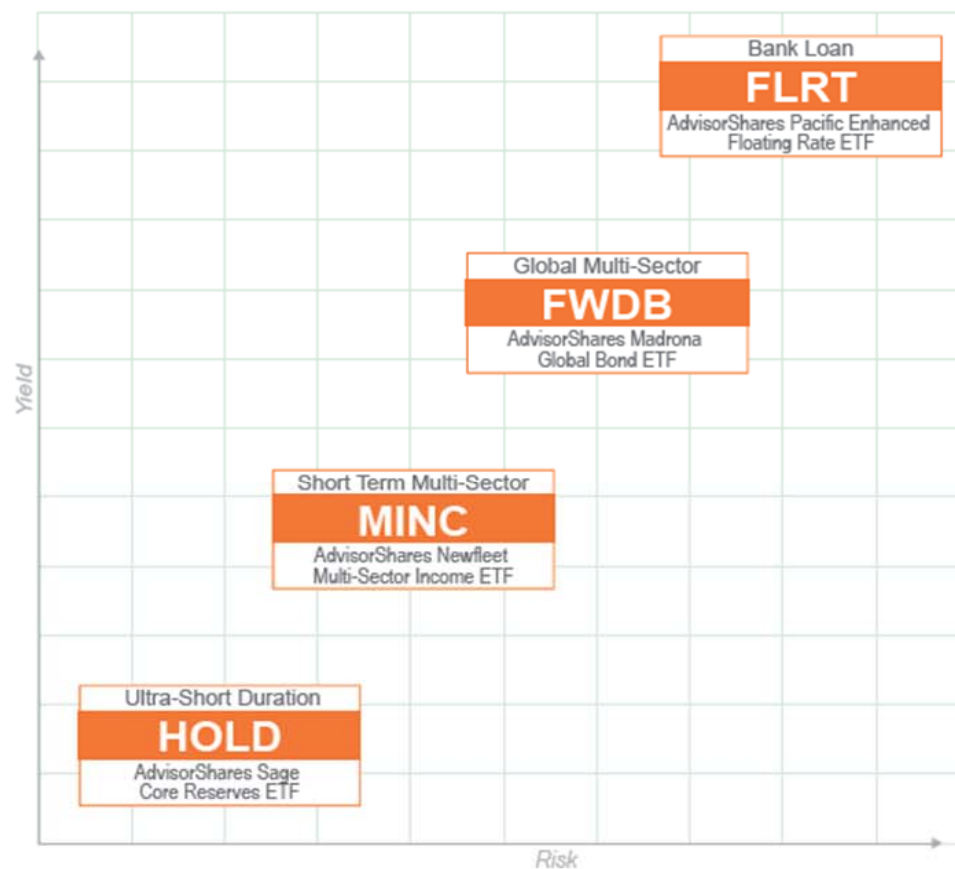 Bank Loan
FLRT
AdvisorShares Pacific Enhanced
Floating Rate ETF
Global Multi-Sector
FWDB
AdvisorShares Madrona
Global Bond ETF
Yield
Short Term Multi-Sector
MINC
AdvisorShares Newfleet
Multi-Sector Income ETF
Ultra-Short Duration
HOLD
AdvisorShares Sage
Core Reserves ETF
Risk